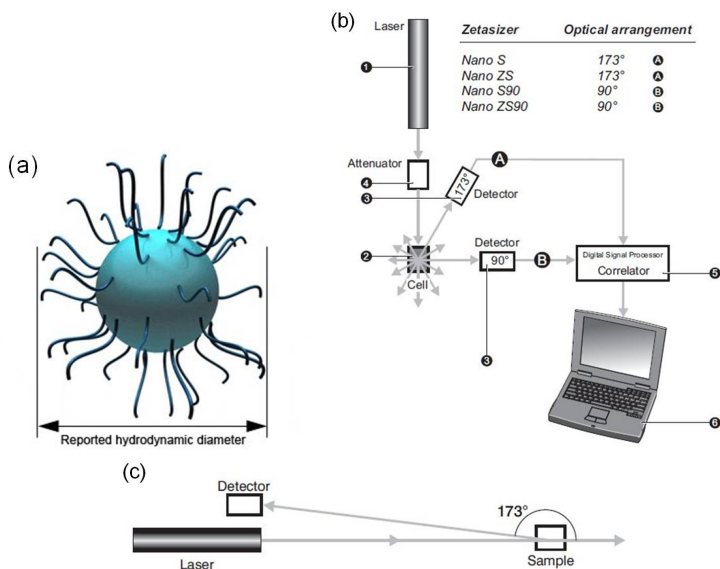 (a)
Reported hydrodynamic diameter
(b)
Laser
Zetasizer Optical arrangement
Nano S 173° A
Nano ZS 173° A
Nano S90 90° B
Nano ZS90 90° B
1
Attenuator
4
A
173°
3
Detector
2
Cell
Detector
90°
B
3
Digital Signal Processor
Correlator
5
6
(c)
Detector
173°
Laser
Sample